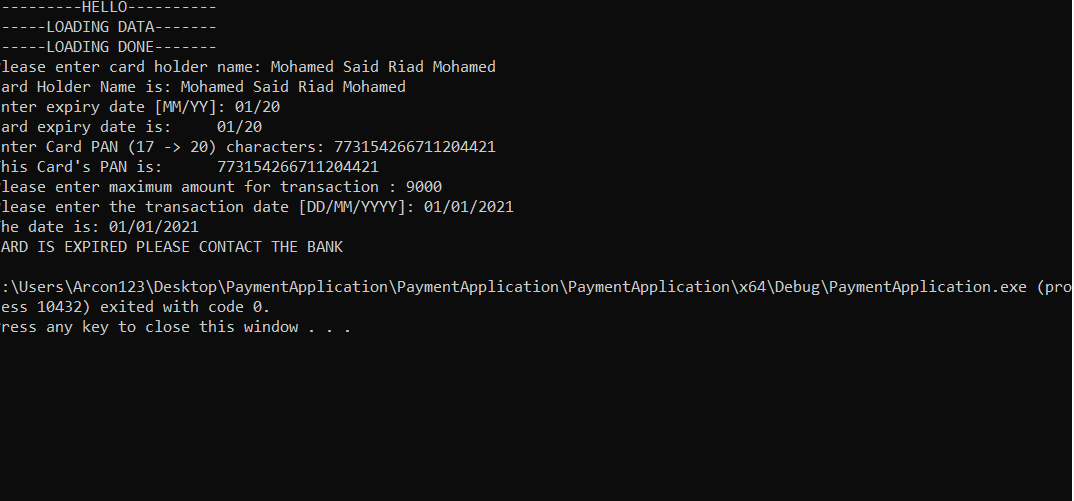 ---------HELLO----------
-----LOADING DATA-------
-----LOADING DONE-------
lease enter card holder name: Mohamed Said Riad Mohamed
ard Holder Name is: Mohamed Said Riad Mohamed
nter expiry date [MM/YY]: 01/20
ard expiry date is:     01/20
nter Card PAN (17 -> 20) characters: 773154266711204421
his Card's PAN is:      773154266711204421
lease enter maximum amount for transaction : 9000
lease enter the transaction date [DD/MM/YYYY]: 01/01/2021
he date is: 01/01/2021
ARD IS EXPIRED PLEASE CONTACT THE BANK
:\Users\Arcon123\Desktop\PaymentApplication\PaymentApplication\PaymentApplication\x64\Debug\PaymentApplication.exe (pro
ess 10432) exited with code 0.
ress any key to close this window . . .